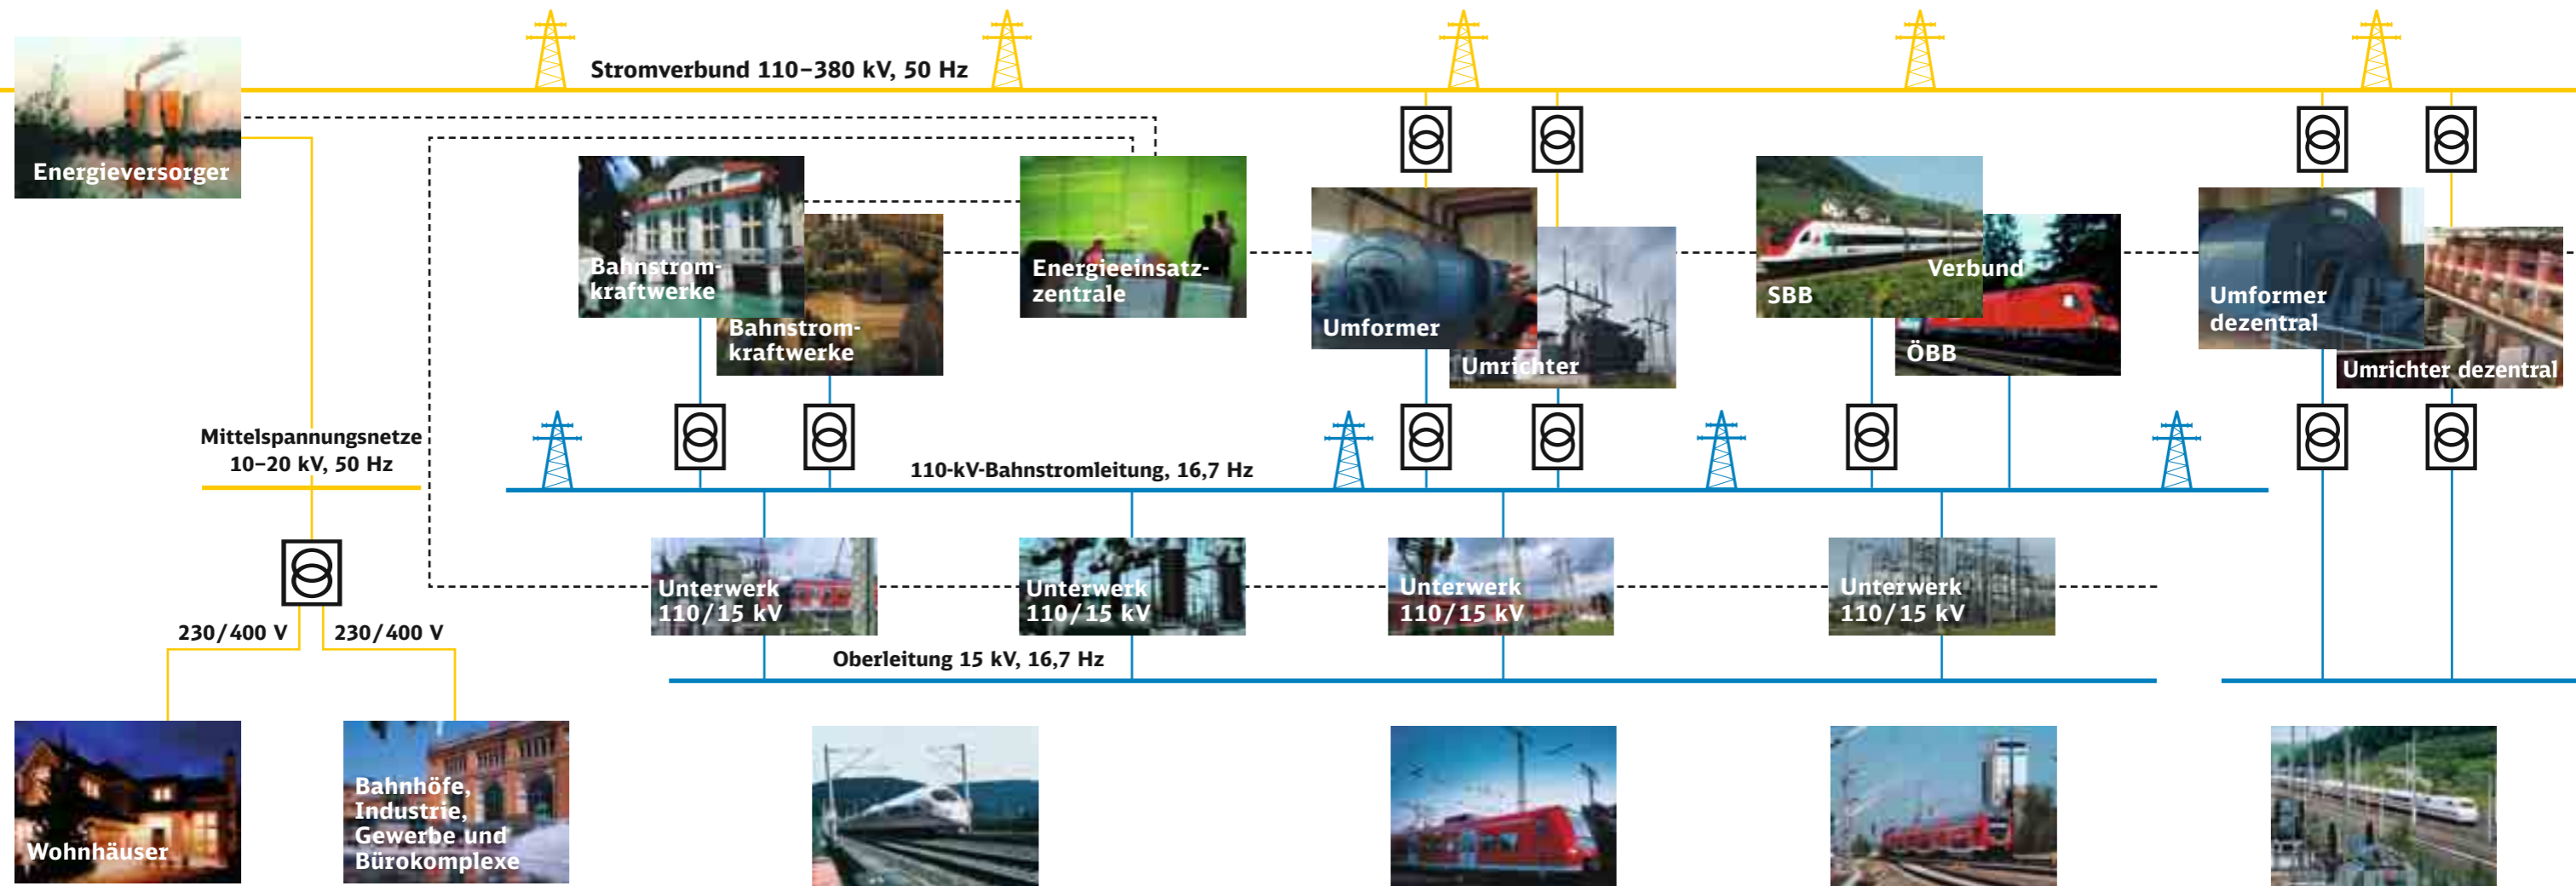 Stromverbund 110–380 kV, 50 Hz
Energieversorger
Bahnstrom-
kraftwerke
Bahnstrom-
kraftwerke
Energieeinsatz-
zentrale
Umformer
Umrichter
SBB
Verbund
ÖBB
Umformer
dezentral
Umrichter dezentral
Mittelspannungsnetze
10–20 kV, 50 Hz
110-kV-Bahnstromleitung, 16,7 Hz
Unterwerk
110/15 kV
Unterwerk
110/15 kV
Unterwerk
110/15 kV
Unterwerk
110/15 kV
230/400 V
230/400 V
Oberleitung 15 kV, 16,7 Hz
Wohnhäuser
Bahnhöfe,
Industrie,
Gewerbe und
Bürokomplexe